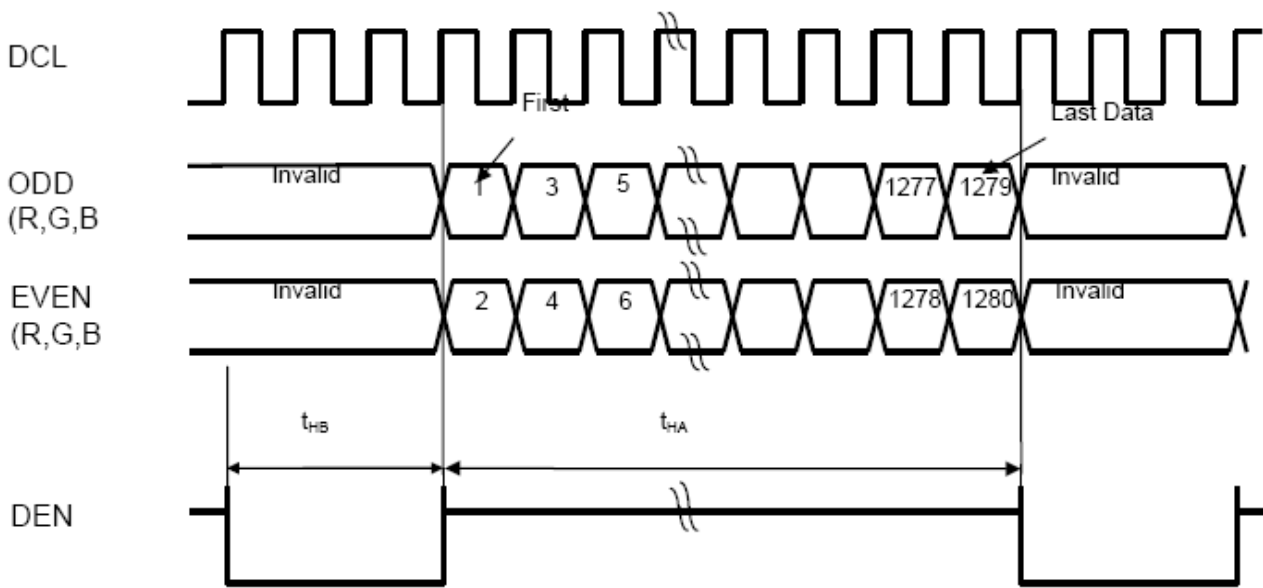 DCL
First
Last Data
ODD
(R,G,B
Invalid
1
3
5
1277
1279
Invalid
EVEN
(R,G,B
Invalid
2
4
6
1278
1280
Invalid
tHB
tHA
DEN